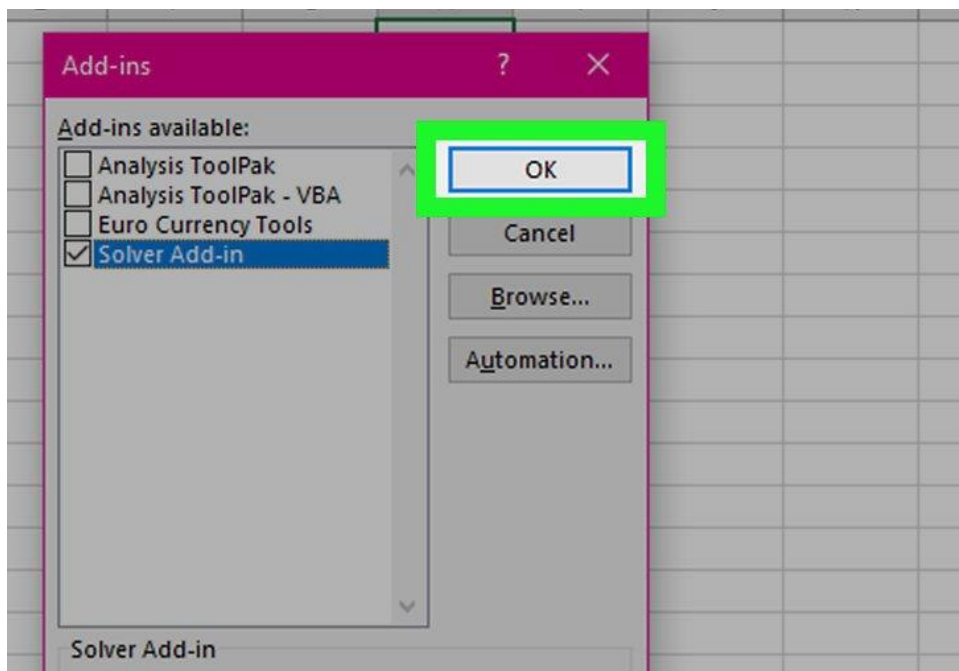 Add-ins ?
Add-ins available:
Analysis ToolPak
Analysis ToolPak - VBA
Euro Currency Tools
Solver Add-in
OK
Cancel
Browse...
Automation...
Solver Add-in